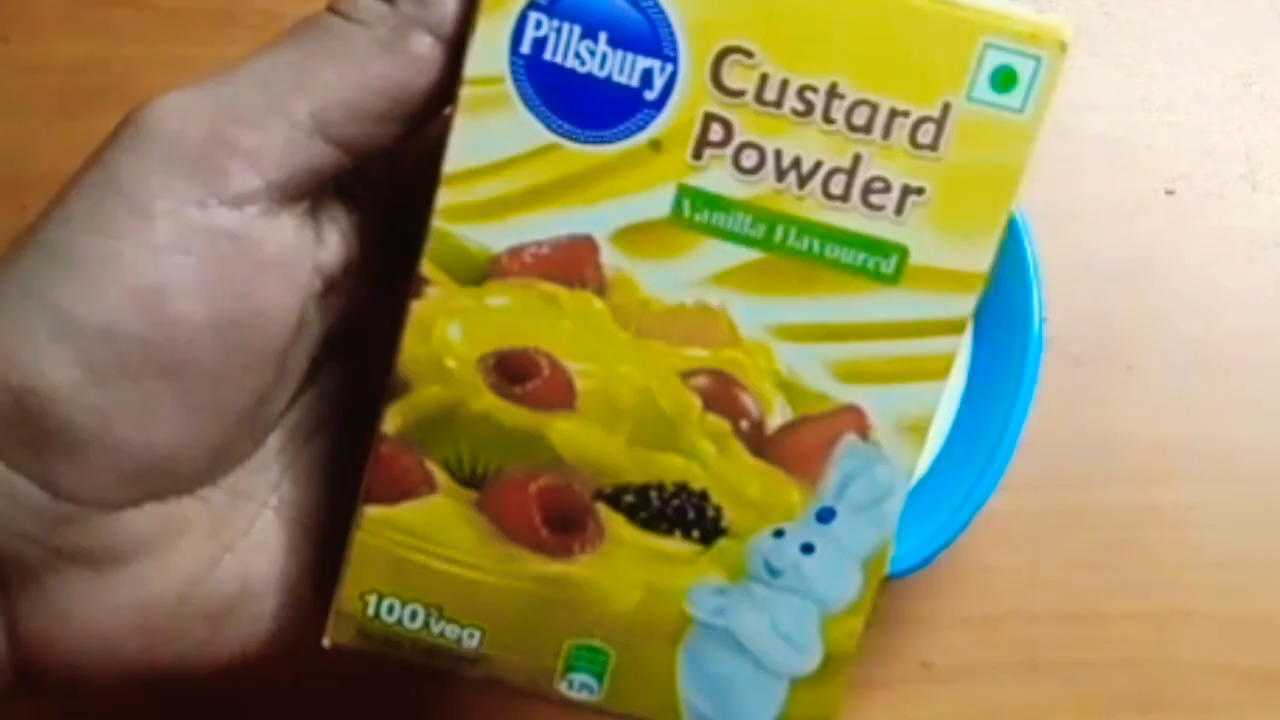 Pillsbury
Custard
Powder
Vanilla Flavoured
100% veg